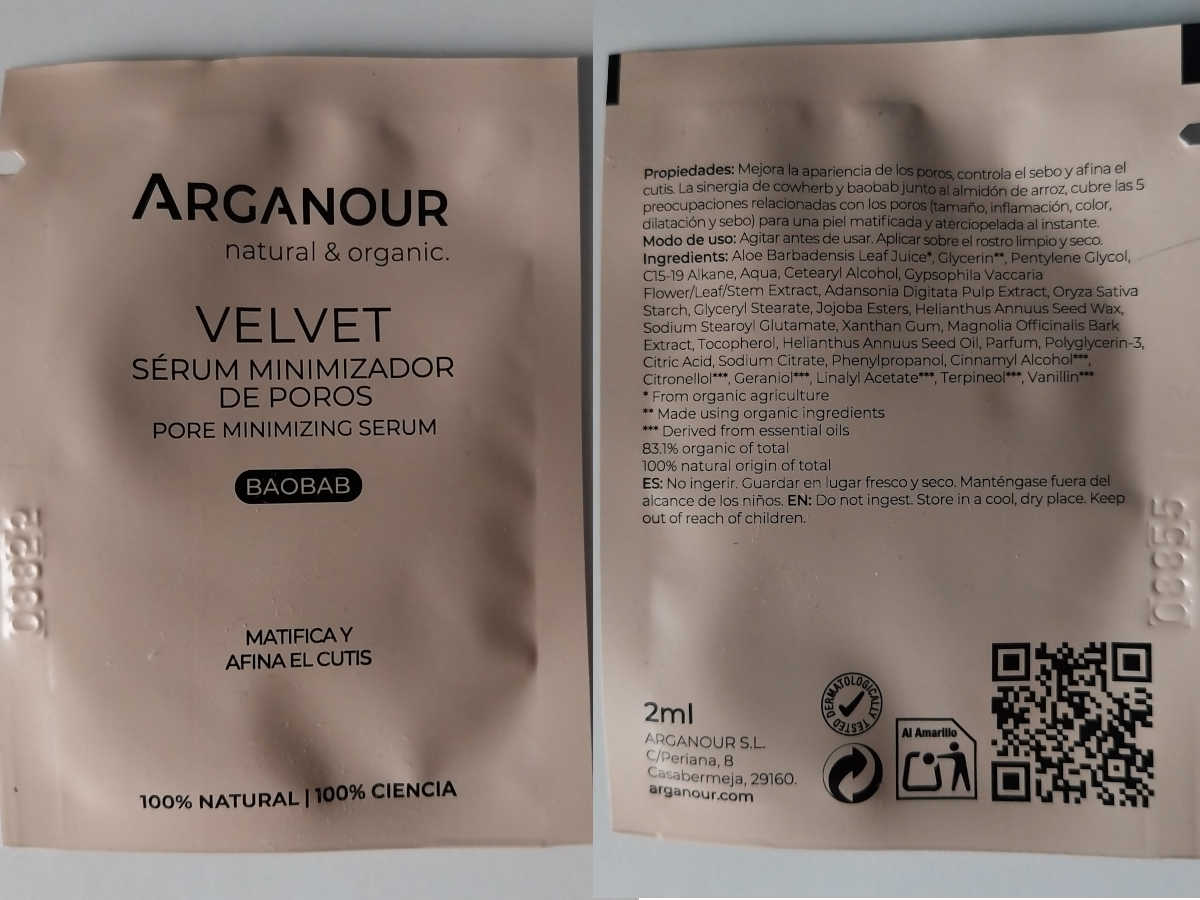 ARGANOUR
natural & organic.
VELVET
SÉRUM MINIMIZADOR
DE POROS
PORE MINIMIZING SERUM
BAOBAB
MATIFICA Y
AFINA EL CUTIS
100% NATURAL | 100% CIENCIA
Propiedades: Mejora la apariencia de los poros, controla el sebo y afina el
cutis. La sinergia de cowherb y baobab junto al almidón de arroz, cubre las 5
preocupaciones relacionadas con los poros (tamaño, inflamación, color,
dilatación y sebo) para una piel matificada y aterciopelada al instante.
Modo de uso: Agitar antes de usar. Aplicar sobre el rostro limpio y seco.
Ingredients: Aloe Barbadensis Leaf Juice*, Glycerin**, Pentylene Glycol,
C15-19 Alkane, Aqua, Cetearyl Alcohol, Gypsophila Vaccaria
Flower/Leaf/Stem Extract, Adansonia Digitata Pulp Extract, Oryza Sativa
Starch, Glyceryl Stearate, Jojoba Esters, Helianthus Annuus Seed Wax,
Sodium Stearoyl Glutamate, Xanthan Gum, Magnolia Officinalis Bark
Extract, Tocopherol, Helianthus Annuus Seed Oil, Parfum, Polyglycerin-3,
Citric Acid, Sodium Citrate, Phenylpropanol, Cinnamyl Alcohol***,
Citronellol***, Geraniol***, Linalyl Acetate***, Terpineol***, Vanillin***
* From organic agriculture
** Made using organic ingredients
*** Derived from essential oils
83.1% organic of total
100% natural origin of total
ES: No ingerir. Guardar en lugar fresco y seco. Manténgase fuera del
alcance de los niños. EN: Do not ingest. Store in a cool, dry place. Keep
out of reach of children.
2ml
ARGANOUR S.L.
C/Periana, 8
Casabermeja, 29160.
arganour.com
DERMATOLOGICALLY TESTED
Al Amarillo